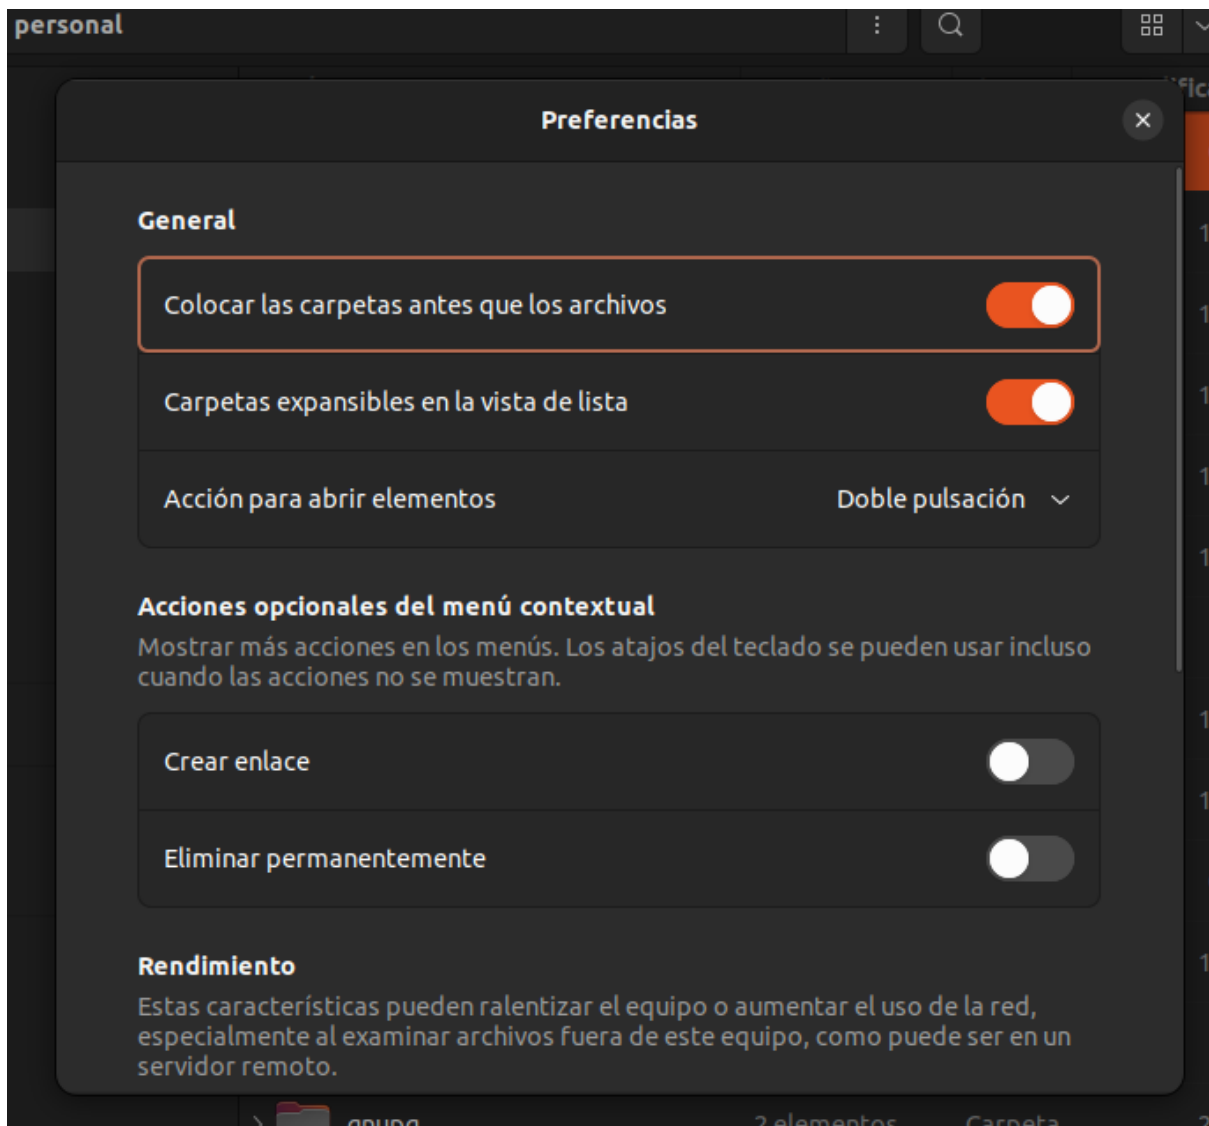 personal
Preferencias
General
Colocar las carpetas antes que los archivos
Carpetas expansibles en la vista de lista
Acción para abrir elementos
Doble pulsación
Acciones opcionales del menú contextual
Mostrar más acciones en los menús. Los atajos del teclado se pueden usar incluso
cuando las acciones no se muestran.
Crear enlace
Eliminar permanentemente
Rendimiento
Estas características pueden ralentizar el equipo o aumentar el uso de la red,
especialmente al examinar archivos fuera de este equipo, como puede ser en un
servidor remoto.
2 elementos
Carpeta